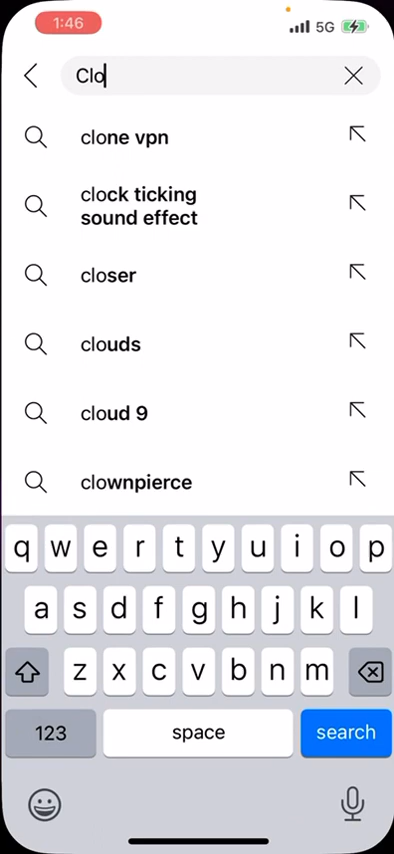 1:46
5G
Clo
clone vpn
clock ticking
sound effect
closer
clouds
cloud 9
clownpierce
q w e r t y u i o p
a s d f g h j k l
z x c v b n m
123 space search